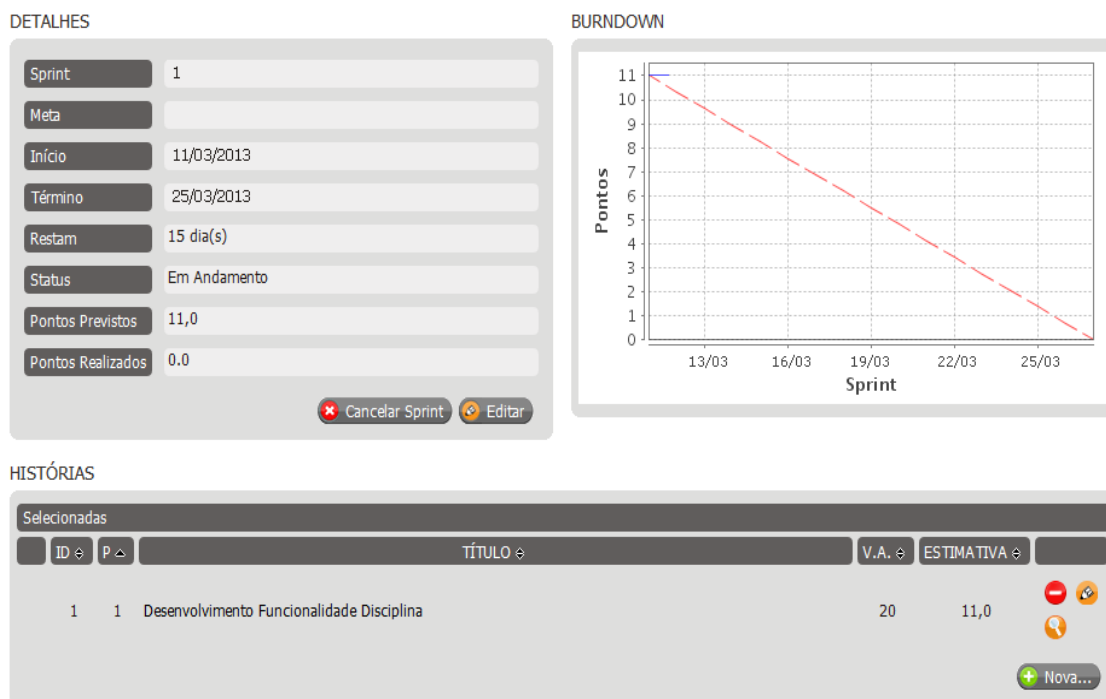 DETALHES
Sprint 1
Meta
Início 11/03/2013
Término 25/03/2013
Restam 15 dia(s)
Status Em Andamento
Pontos Previstos 11,0
Pontos Realizados 0.0
Cancelar Sprint Editar
BURNDOWN
Pontos
11
10
9
8
7
6
5
4
3
2
1
0
13/03 16/03 19/03 22/03 25/03
Sprint
HISTÓRIAS
Selecionadas
ID P TÍTULO V.A. ESTIMATIVA
1 1 Desenvolvimento Funcionalidade Disciplina 20 11,0
Nova...